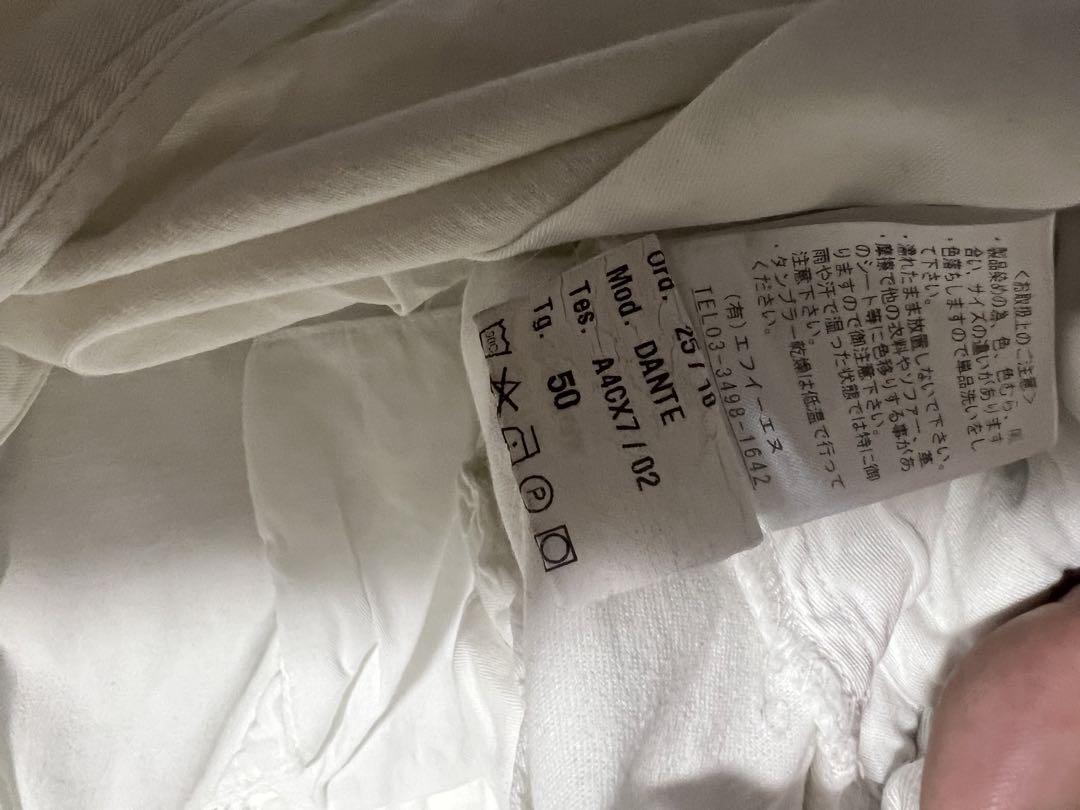 Ord. 25/10
Mod. DANTE
Tes. A4CX7/02
Tg. 50
P
〈お取扱上のご注意〉
・製品染めの為、色、色むら、風
合い、サイズの違いがあります
・色落ちしますので単品洗いをし
て下さい。
・濡れたまま放置しないで下さい。
・摩擦で他の衣料やソファー、革
のシート等に色移りする事があ
りますので御注意下さい。
雨や汗で湿った状態では特に御
注意下さい。
・タンブラー乾燥は低温で行って
ください。
(有)エフイーエヌ
TEL03-3498-1642